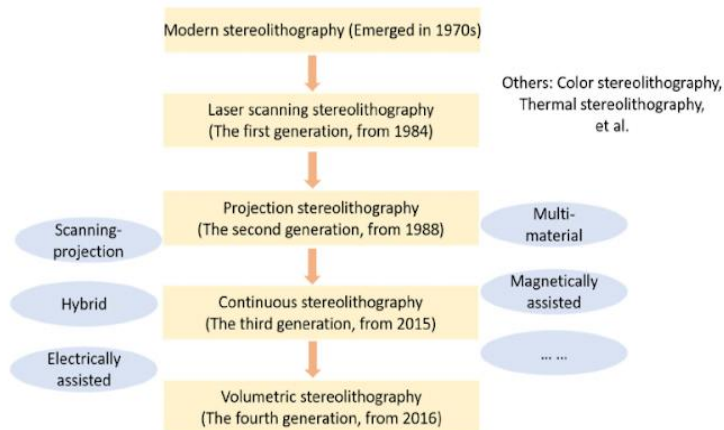 Modern stereolithography (Emerged in 1970s)
Others: Color stereolithography,
Thermal stereolithography,
et al.
Laser scanning stereolithography
(The first generation, from 1984)
Projection stereolithography
(The second generation, from 1988)
Scanning-
projection
Multi-
material
Hybrid
Continuous stereolithography
(The third generation, from 2015)
Magnetically
assisted
Electrically
assisted
... ...
Volumetric stereolithography
(The fourth generation, from 2016)